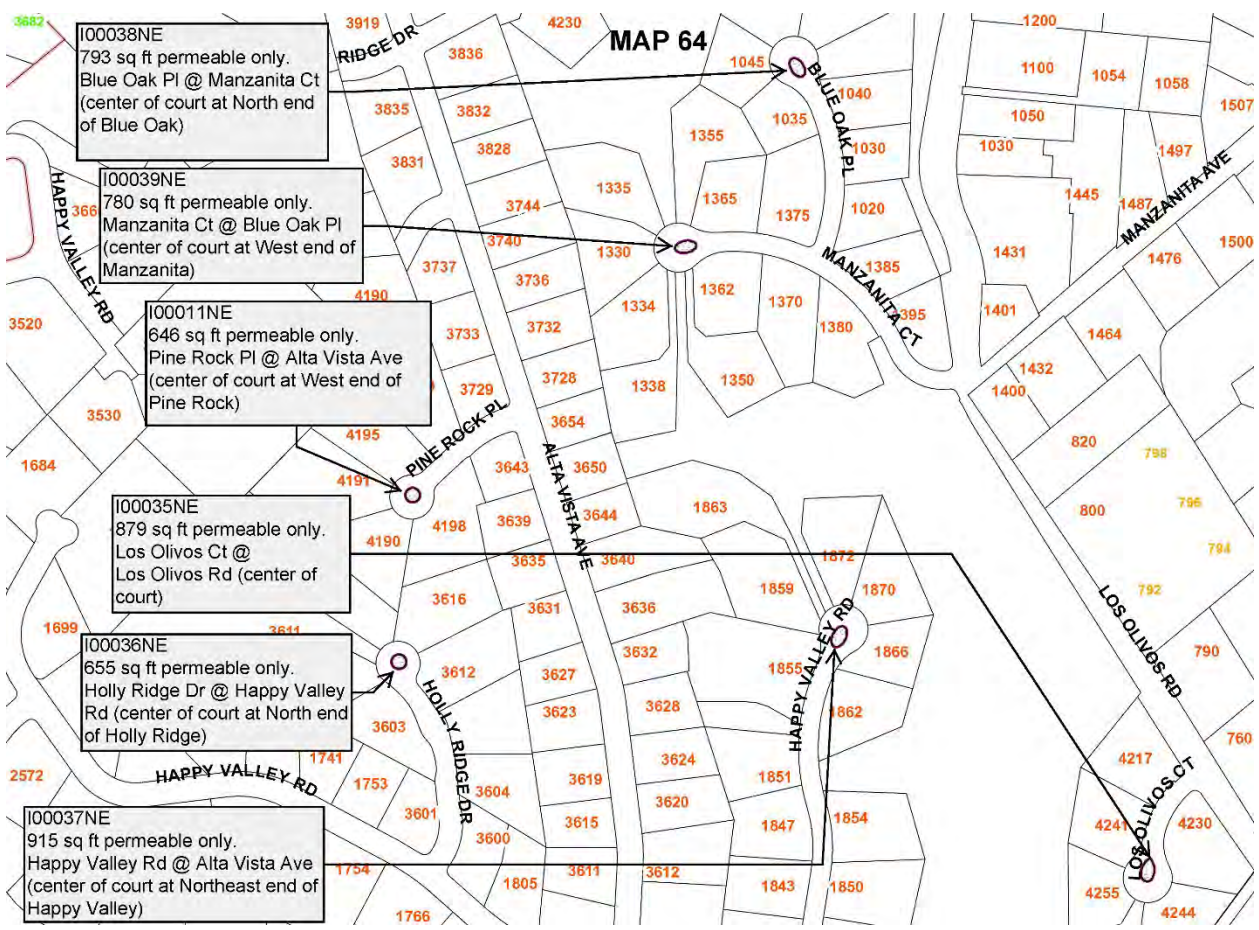 MAP 64
I00038NE
793 sq ft permeable only.
Blue Oak Pl @ Manzanita Ct
(center of court at North end
of Blue Oak)
I00039NE
780 sq ft permeable only.
Manzanita Ct @ Blue Oak Pl
(center of court at West end of
Manzanita)
I00011NE
646 sq ft permeable only.
Pine Rock Pl @ Alta Vista Ave
(center of court at West end of
Pine Rock)
I00035NE
879 sq ft permeable only.
Los Olivos Ct @
Los Olivos Rd (center of
court)
I00036NE
655 sq ft permeable only.
Holly Ridge Dr @ Happy Valley
Rd (center of court at North end
of Holly Ridge)
I00037NE
915 sq ft permeable only.
Happy Valley Rd @ Alta Vista Ave
(center of court at Northeast end of
Happy Valley)
RIDGE DR
BLUE OAK PL
HAPPY VALLEY RD
MANZANITA AVE
MANZANITA CT
PINE ROCK PL
ALTA VISTA AVE
HAPPY VALLEY RD
LOS OLIVOS RD
HOLLY RIDGE DR
HAPPY VALLEY RD
LOS OLIVOS CT
3682
3919
4230
1200
3836
1045
1100
1054
1058
1040
1507
3835
3832
1035
1050
1355
3828
3831
1030
1030
1497
1335
366
1365
1445
1487
3744
1375
1020
3740
1330
1431
1500
3737
1385
1476
3736
4190
1362
1334
1370
395
1401
3520
3733
3732
1380
1464
1432
3728
1350
1338
3729
1400
3530
3654
4195
820
798
1684
3643
3650
4191
1863
796
3644
800
3639
4198
4190
1872
794
3640
3635
1859
1870
792
3616
3631
3636
1699
3611
3632
1866
790
3612
3627
1855
3628
3623
1862
3603
760
1741
4217
3624
2572
1753
3619
1851
3604
3620
3601
3615
1847
1854
4241
4230
3600
1754
3611
3612
1805
1843
1850
4255
1766
4244